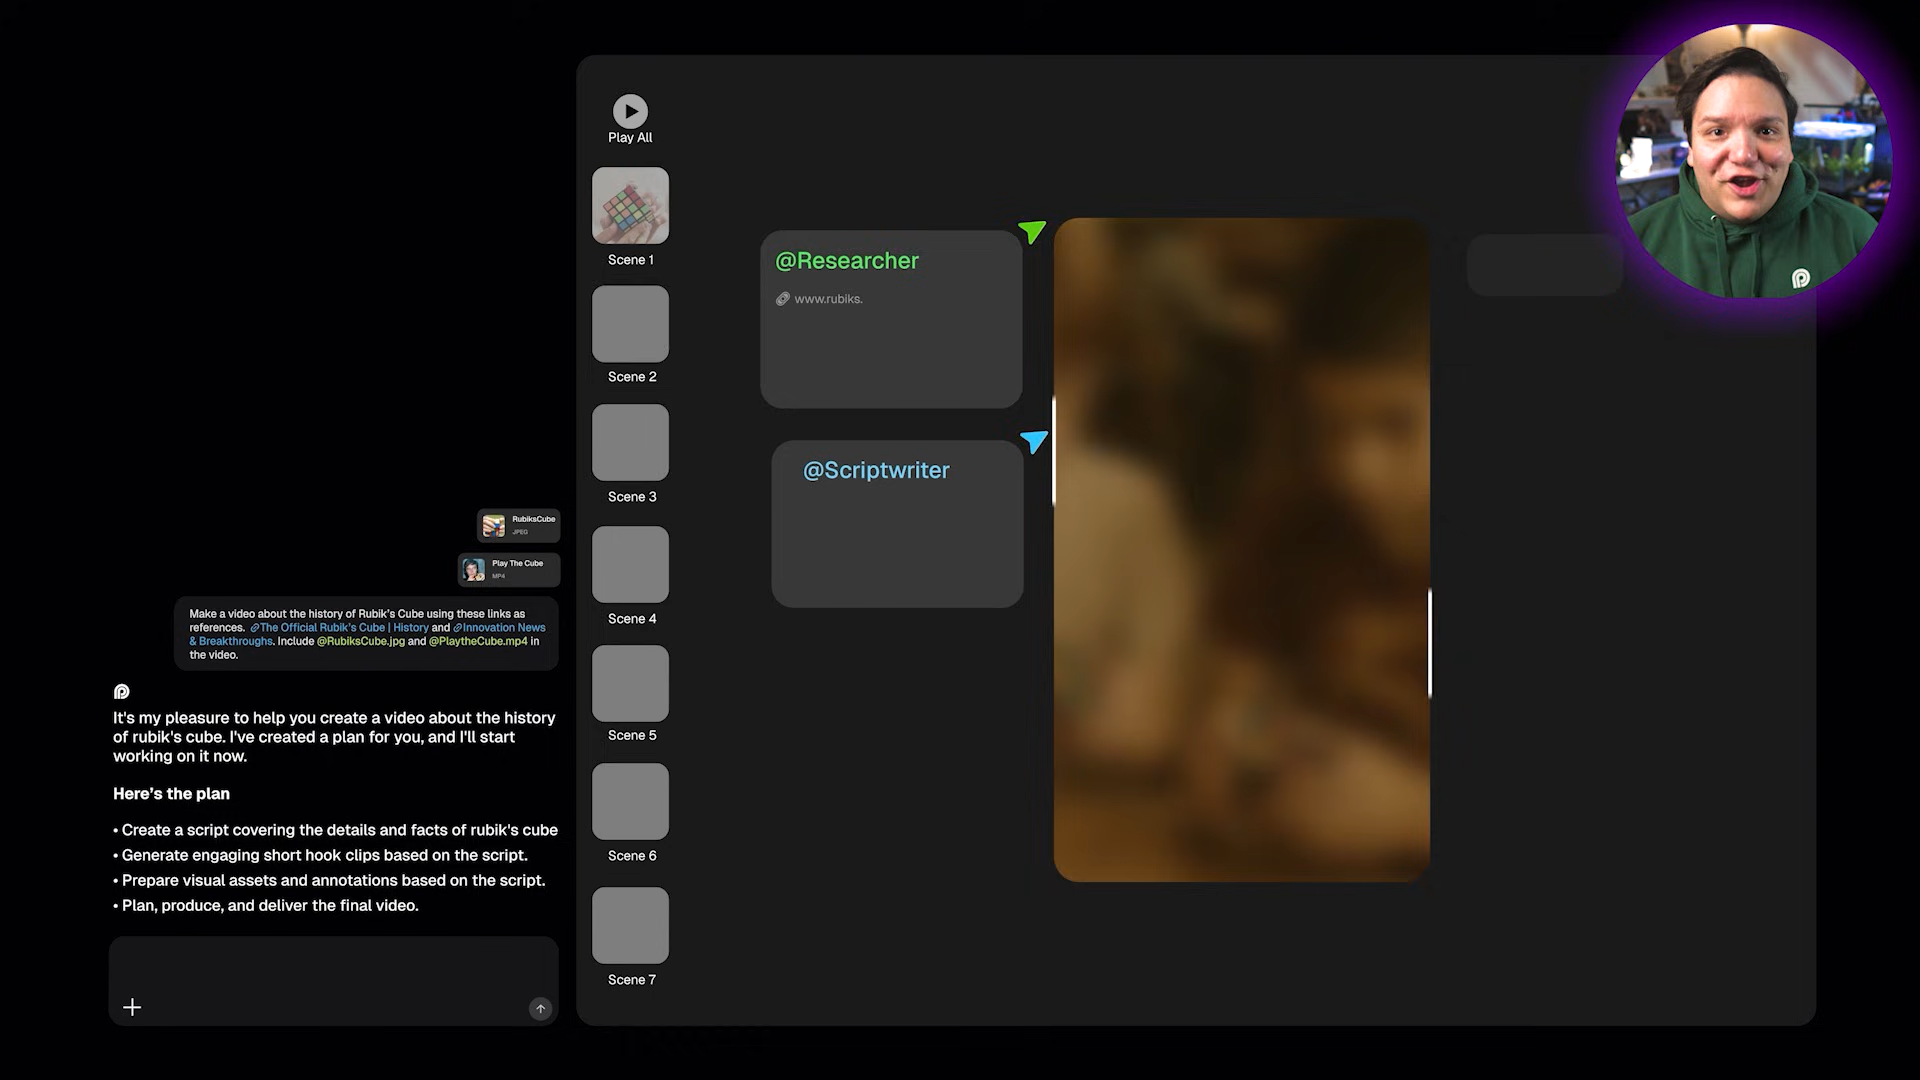 RubiksCube
JPEG
Play The Cube
MP4
Make a video about the history of Rubik's Cube using these links as
references. The Official Rubik's Cube | History and Innovation News
& Breakthroughs. Include @RubiksCube.jpg and @PlaytheCube.mp4 in
the video.
It's my pleasure to help you create a video about the history
of rubik's cube. I've created a plan for you, and I'll start
working on it now.
Here's the plan
• Create a script covering the details and facts of rubik's cube
• Generate engaging short hook clips based on the script.
• Prepare visual assets and annotations based on the script.
• Plan, produce, and deliver the final video.
Play All
Scene 1
Scene 2
Scene 3
Scene 4
Scene 5
Scene 6
Scene 7
@Researcher
www.rubiks.
@Scriptwriter